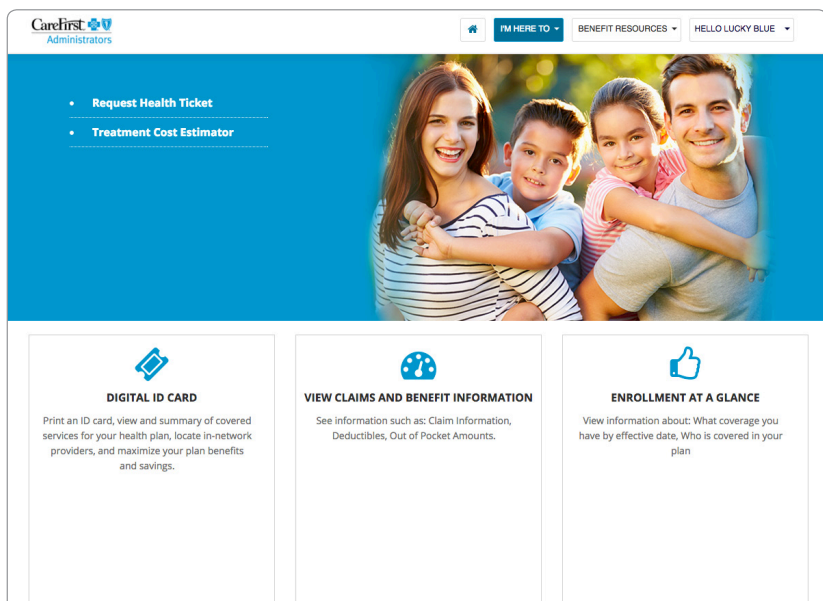 CareFirst
Administrators
I'M HERE TO
BENEFIT RESOURCES
HELLO LUCKY BLUE
• Request Health Ticket
• Treatment Cost Estimator
DIGITAL ID CARD
Print an ID card, view and summary of covered
services for your health plan, locate in-network
providers, and maximize your plan benefits
and savings.
VIEW CLAIMS AND BENEFIT INFORMATION
See information such as: Claim Information,
Deductibles, Out of Pocket Amounts.
ENROLLMENT AT A GLANCE
View information about: What coverage you
have by effective date, Who is covered in your
plan